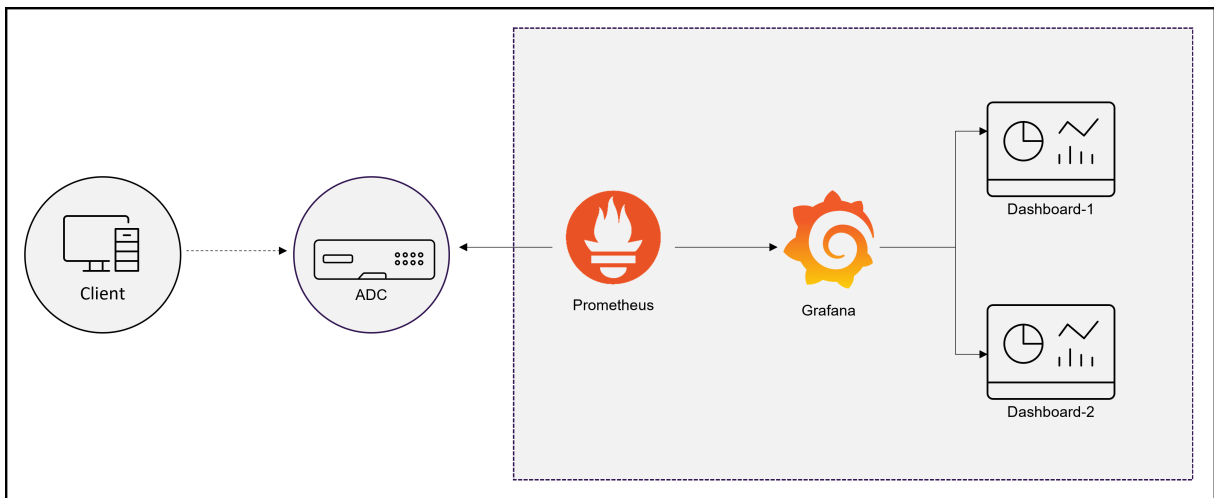 Client
ADC
Prometheus
Grafana
Dashboard-1
Dashboard-2